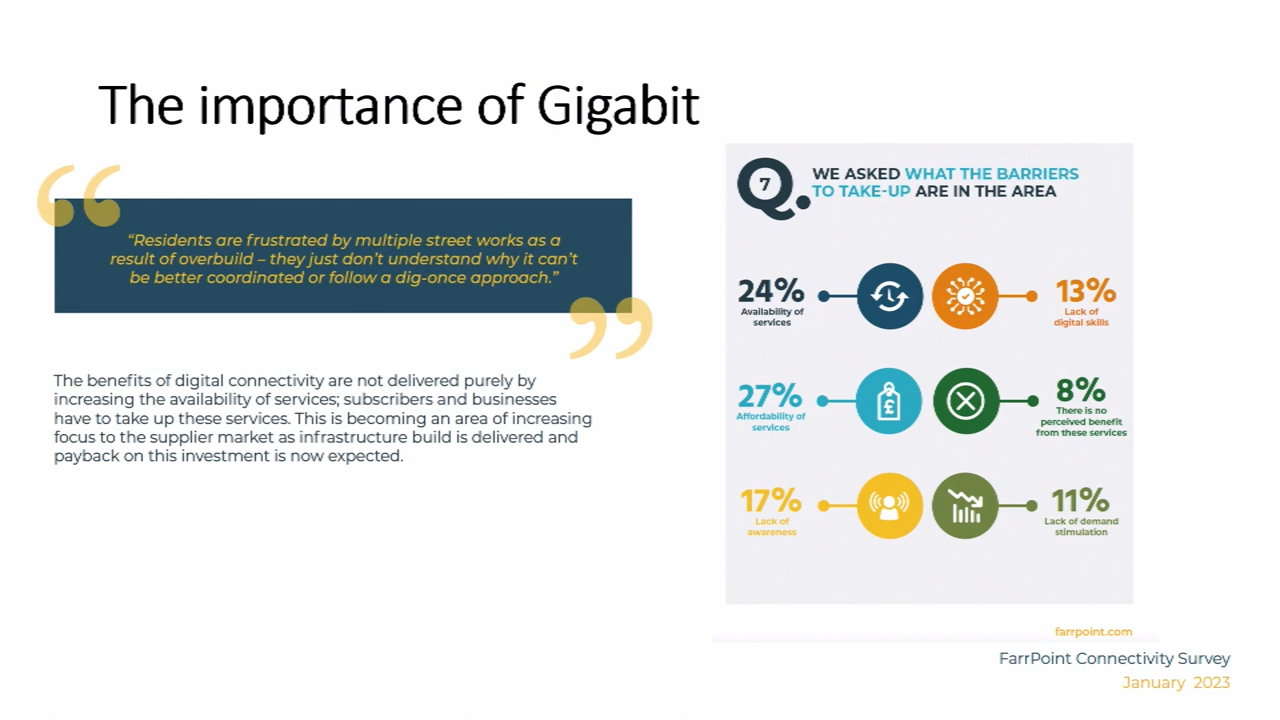 The importance of Gigabit
“Residents are frustrated by multiple street works as a
result of overbuild – they just don’t understand why it can’t
be better coordinated or follow a dig-once approach.”
The benefits of digital connectivity are not delivered purely by
increasing the availability of services; subscribers and businesses
have to take up these services. This is becoming an area of increasing
focus to the supplier market as infrastructure build is delivered and
payback on this investment is now expected.
Q.
7
WE ASKED WHAT THE BARRIERS
TO TAKE-UP ARE IN THE AREA
24%
Availability of
services
13%
Lack of
digital skills
27%
Affordability of
services
8%
There is no
perceived benefit
from these services
17%
Lack of
awareness
11%
Lack of demand
stimulation
farrpoint.com
FarrPoint Connectivity Survey
January 2023